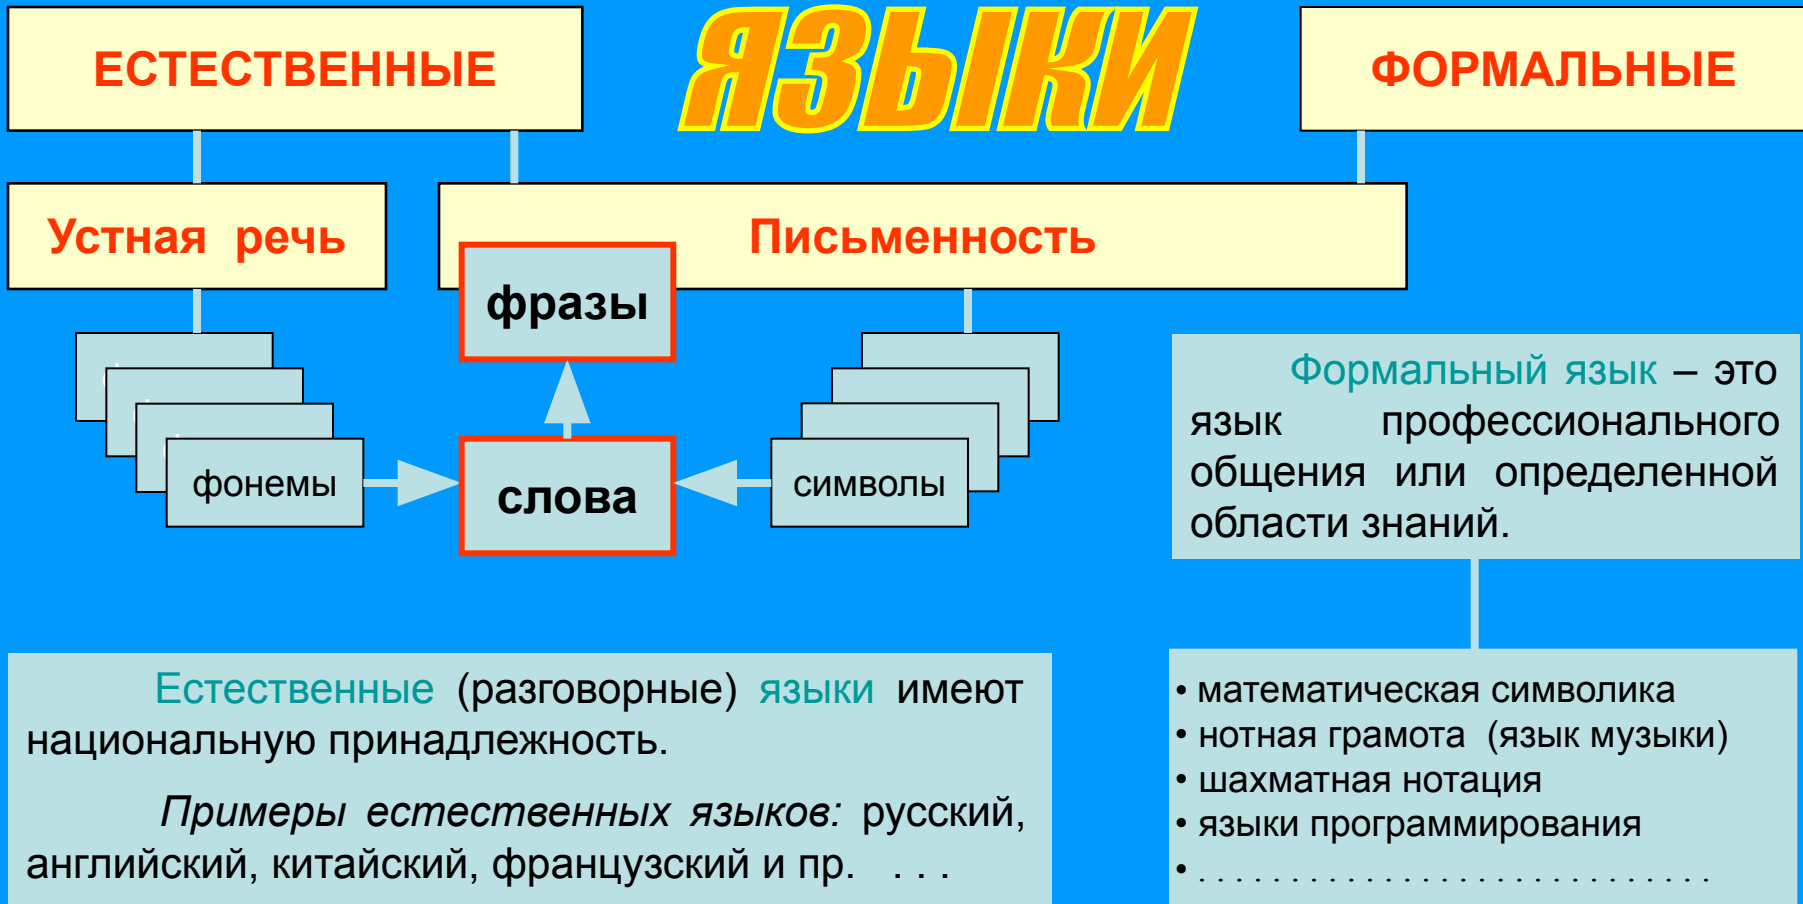 ЯЗЫКИ
ЕСТЕСТВЕННЫЕ
ФОРМАЛЬНЫЕ
Устная речь
Письменность
фразы
фонемы
слова
символы
Формальный язык – это
язык профессионального
общения или определенной
области знаний.
Естественные (разговорные) языки имеют
национальную принадлежность.
Примеры естественных языков: русский,
английский, китайский, французский и пр. . . .
• математическая символика
• нотная грамота (язык музыки)
• шахматная нотация
• языки программирования
• . . . . . . . . . . . . . . . . . . . . . . . . . . . .